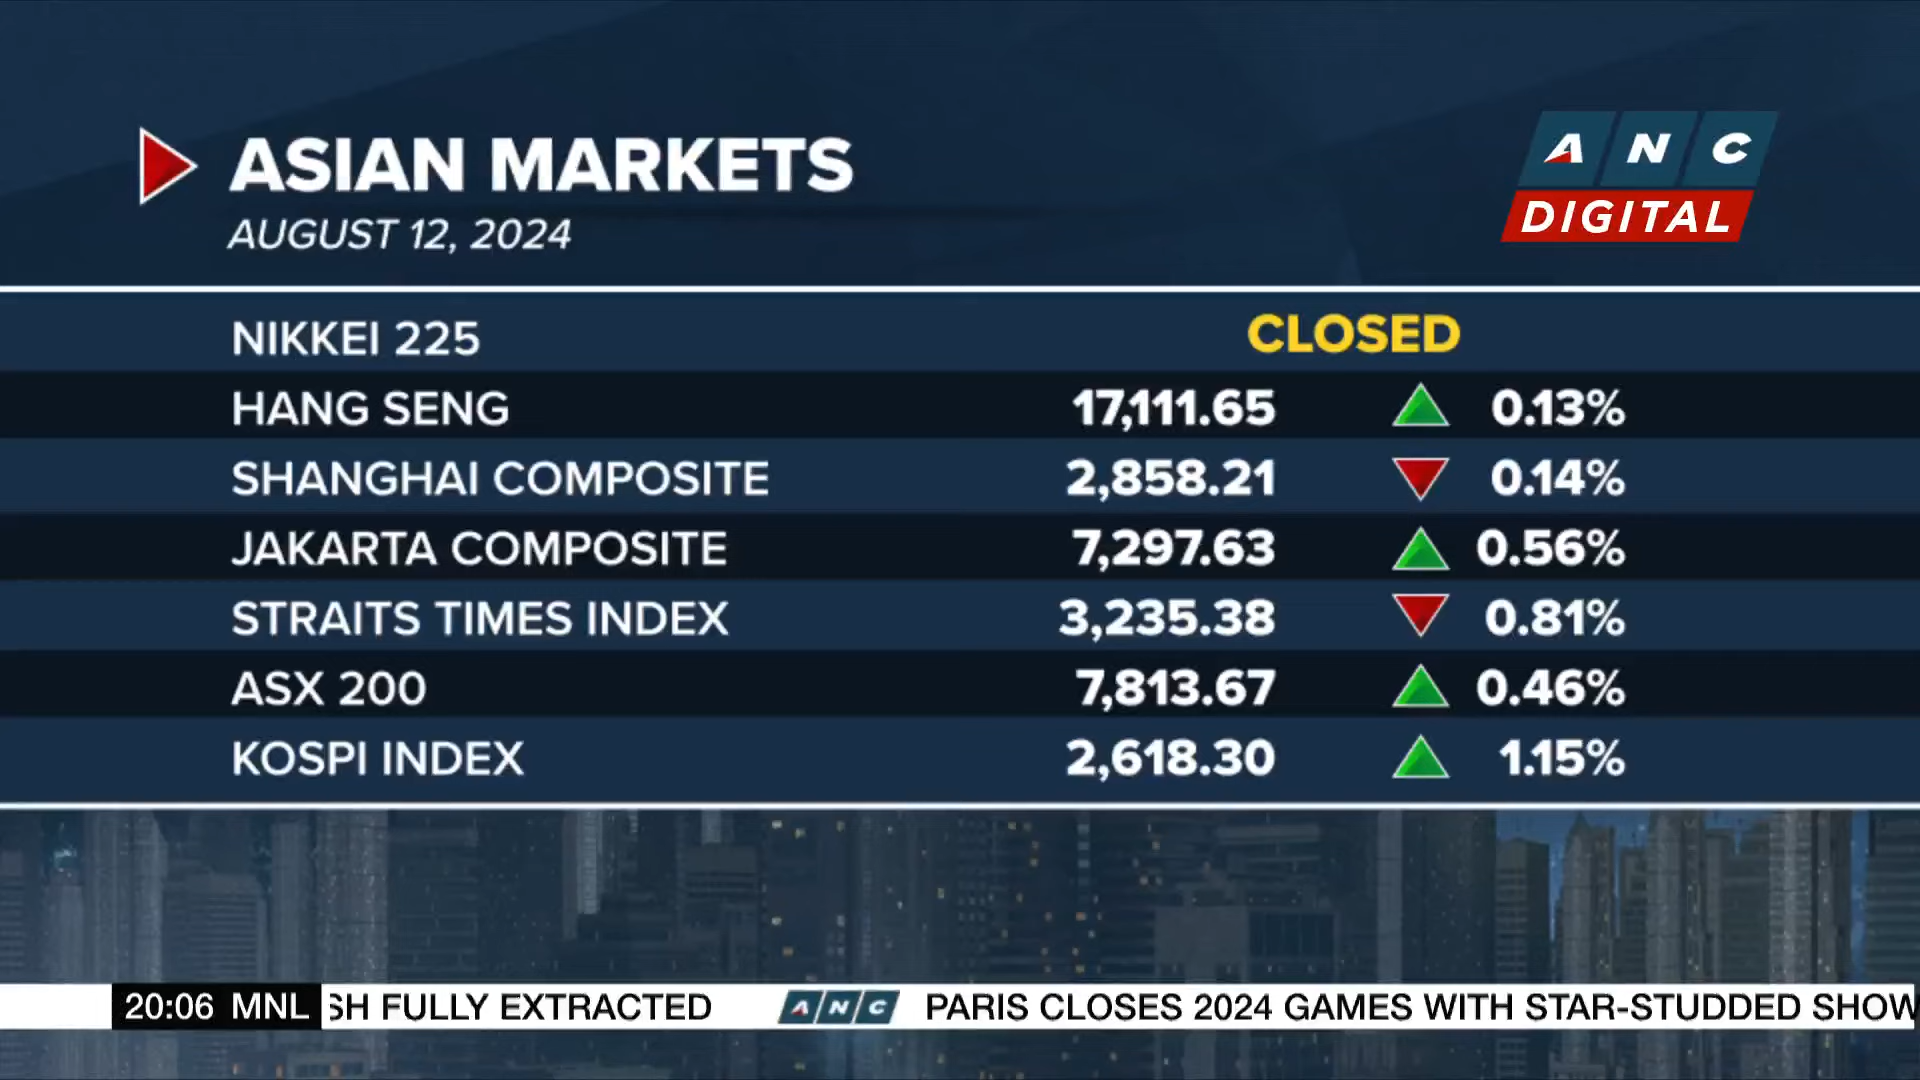 ASIAN MARKETS
AUGUST 12, 2024
A N C
DIGITAL
NIKKEI 225 CLOSED
HANG SENG 17,111.65 0.13%
SHANGHAI COMPOSITE 2,858.21 0.14%
JAKARTA COMPOSITE 7,297.63 0.56%
STRAITS TIMES INDEX 3,235.38 0.81%
ASX 200 7,813.67 0.46%
KOSPI INDEX 2,618.30 1.15%
20:06 MNL SH FULLY EXTRACTED ANC PARIS CLOSES 2024 GAMES WITH STAR-STUDDED SHOW